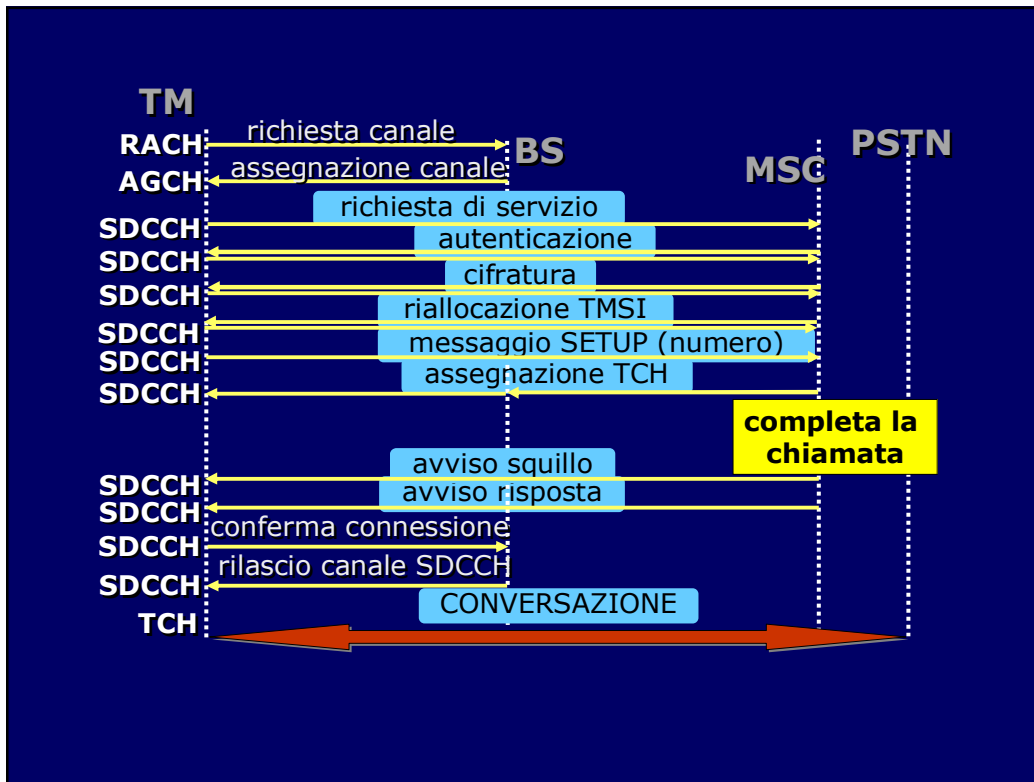 TM
BS
MSC
PSTN
RACH
richiesta canale
AGCH
assegnazione canale
SDCCH
richiesta di servizio
SDCCH
autenticazione
SDCCH
cifratura
SDCCH
riallocazione TMSI
SDCCH
messaggio SETUP (numero)
SDCCH
assegnazione TCH
completa la
chiamata
SDCCH
avviso squillo
SDCCH
avviso risposta
SDCCH
conferma connessione
SDCCH
rilascio canale SDCCH
TCH
CONVERSAZIONE